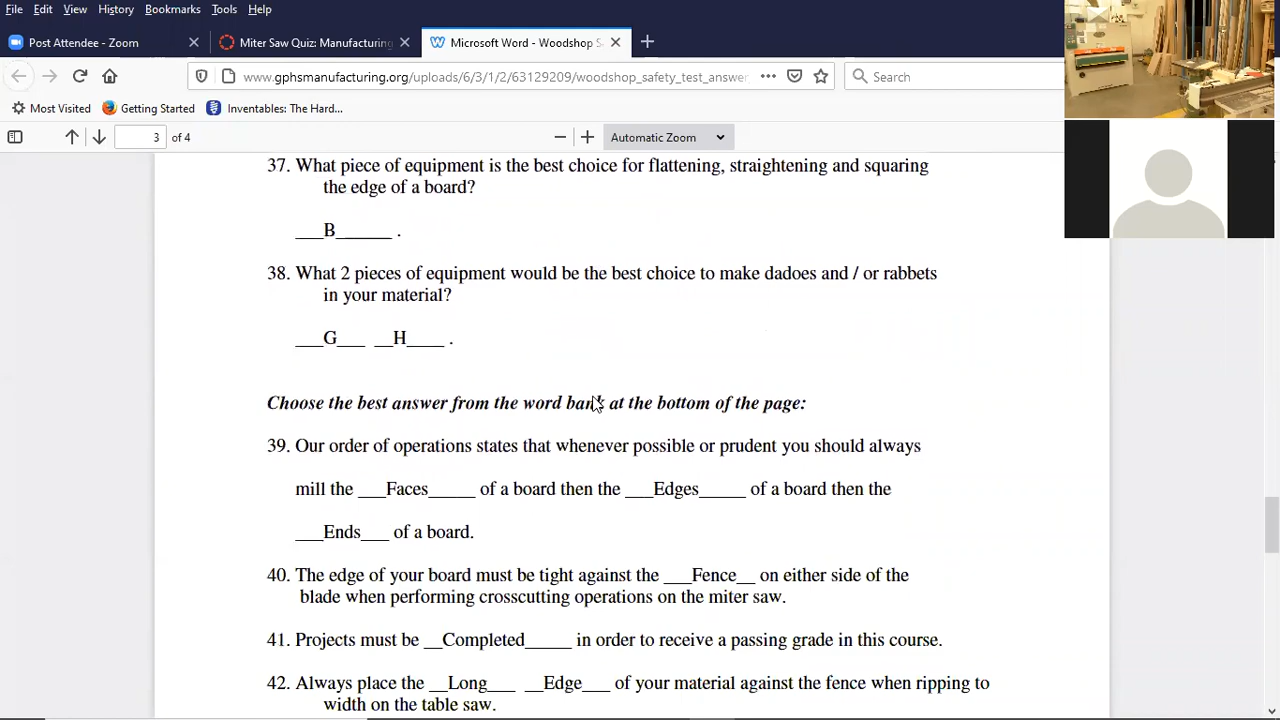 File Edit View History Bookmarks Tools Help
Post Attendee - Zoom
Miter Saw Quiz: Manufacturing
Microsoft Word - Woodshop S
www.gphsmanufacturing.org/uploads/6/3/1/2/63129209/woodshop_safety_test_answer
Search
Most Visited Getting Started Inventables: The Hard...
3 of 4 Automatic Zoom
37. What piece of equipment is the best choice for flattening, straightening and squaring
the edge of a board?
___B______ .
38. What 2 pieces of equipment would be the best choice to make dadoes and / or rabbets
in your material?
___G___ __H____ .
Choose the best answer from the word bank at the bottom of the page:
39. Our order of operations states that whenever possible or prudent you should always
mill the ___Faces_____ of a board then the ___Edges_____ of a board then the
___Ends___ of a board.
40. The edge of your board must be tight against the ___Fence__ on either side of the
blade when performing crosscutting operations on the miter saw.
41. Projects must be __Completed_____ in order to receive a passing grade in this course.
42. Always place the __Long___ __Edge___ of your material against the fence when ripping to
width on the table saw.